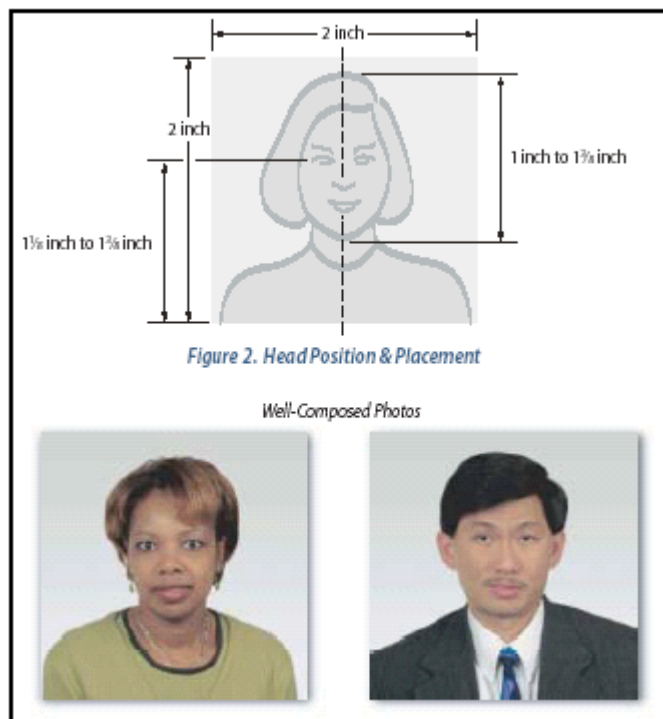 2 inch
2 inch
1 inch to 1⅜ inch
1⅛ inch to 1⅜ inch
Figure 2. Head Position & Placement
Well-Composed Photos